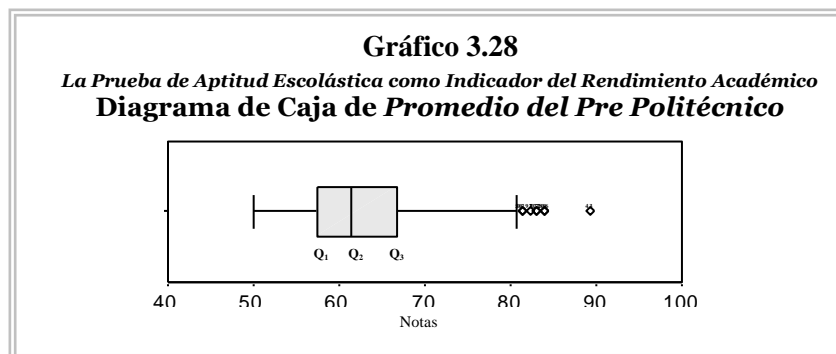 Gráfico 3.28
La Prueba de Aptitud Escolástica como Indicador del Rendimiento Académico
Diagrama de Caja de Promedio del Pre Politécnico
Q₁ Q₂ Q₃
40 50 60 70 80 90 100
Notas